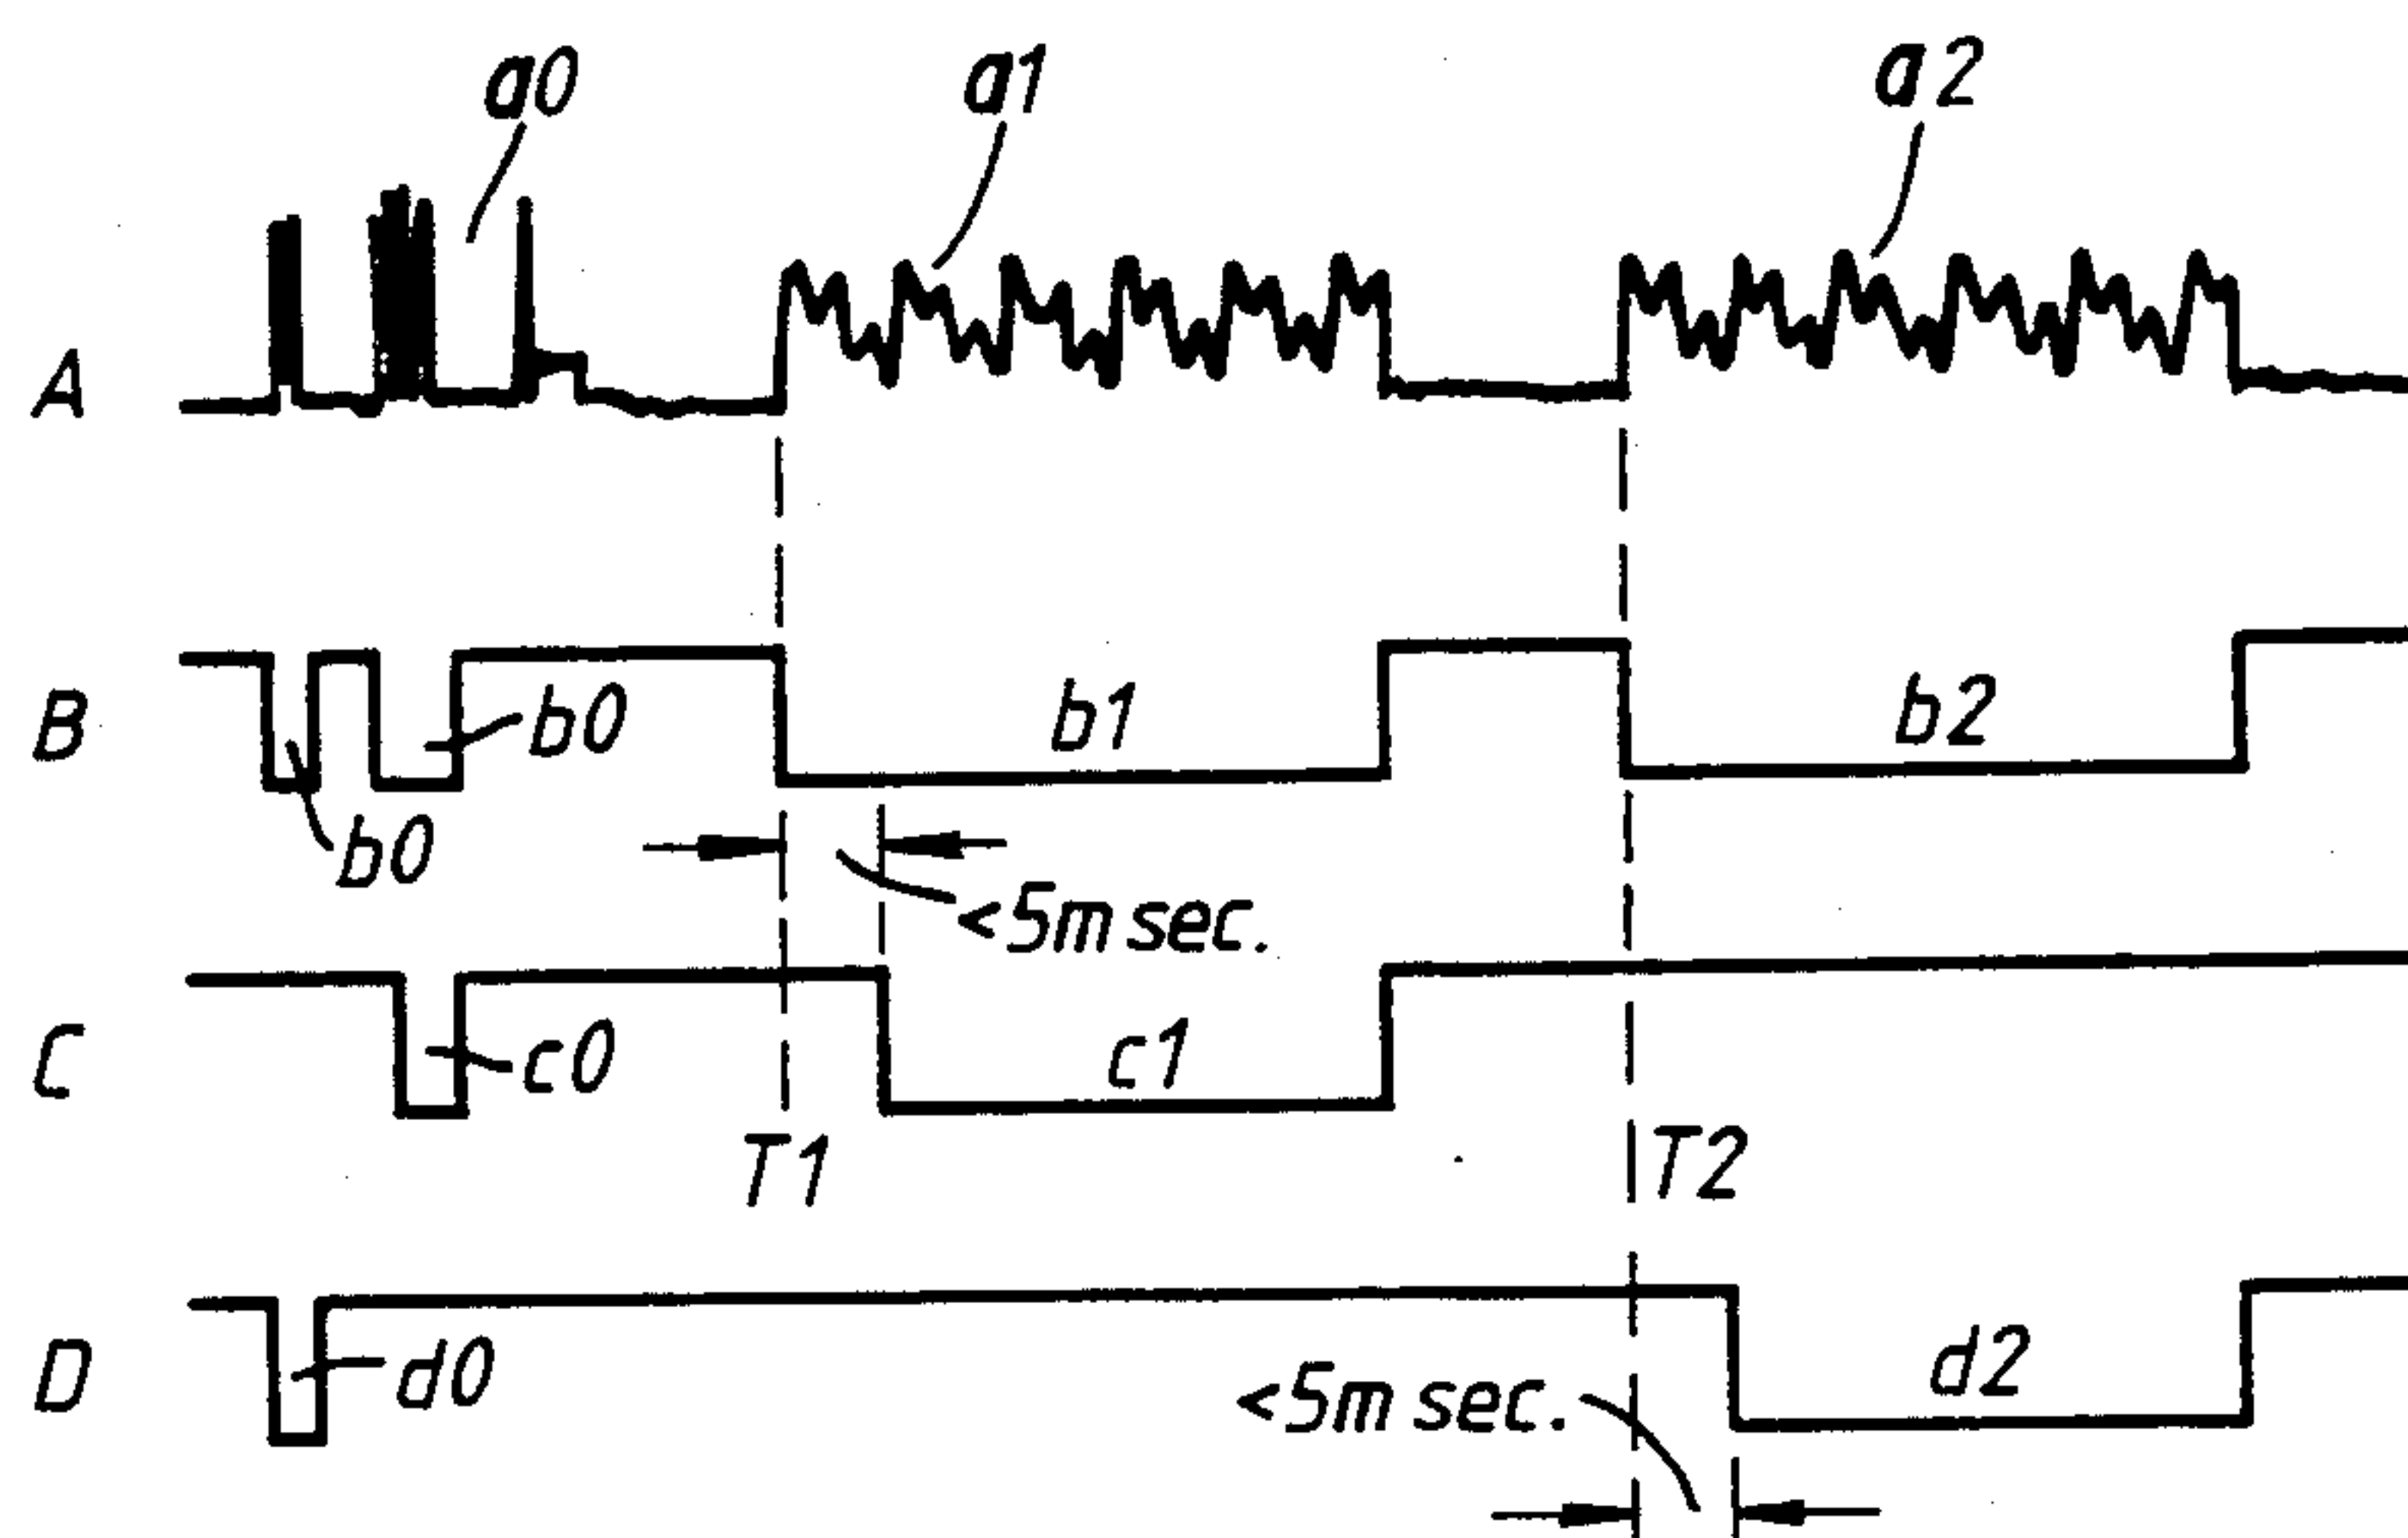 a0 a1 a2
A
B b0 b1 b2
b0
<5m sec.
C c0 c1
T1 T2
D d0 d2
<5m sec.